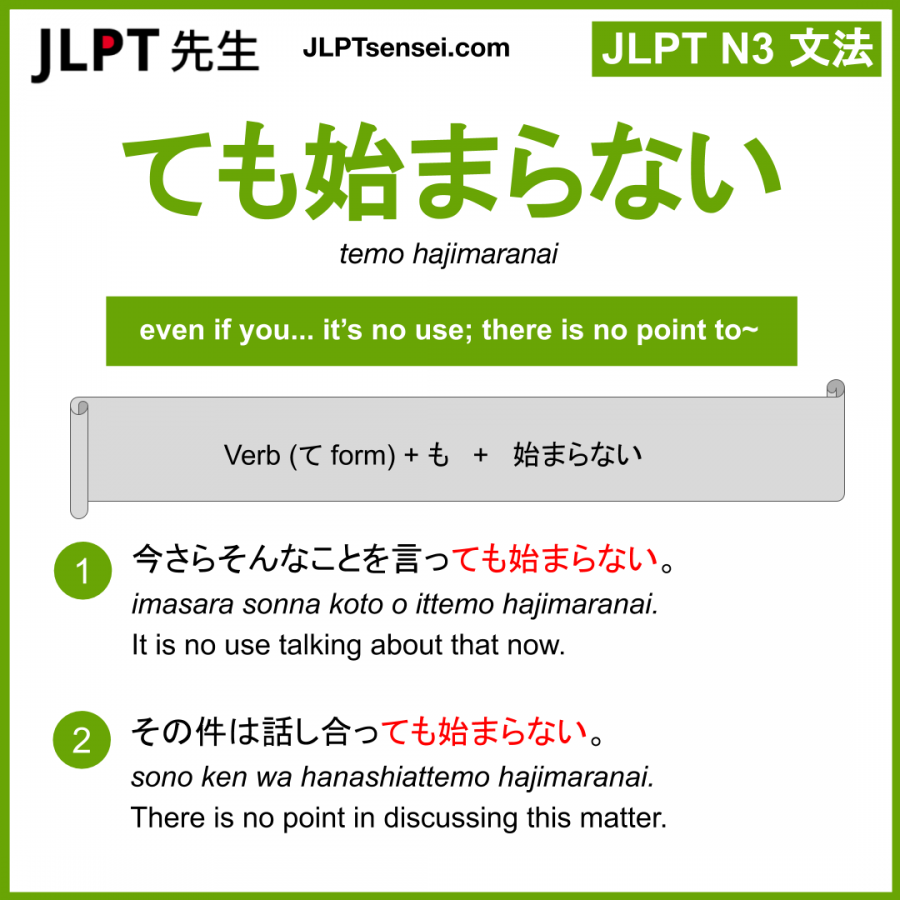 JLPT 先生
JLPTsensei.com
JLPT N3 文法
ても始まらない
temo hajimaranai
even if you... it’s no use; there is no point to~
Verb (て form) + も + 始まらない
1
今さらそんなことを言っても始まらない。
imasara sonna koto o ittemo hajimaranai.
It is no use talking about that now.
2
その件は話し合っても始まらない。
sono ken wa hanashiattemo hajimaranai.
There is no point in discussing this matter.